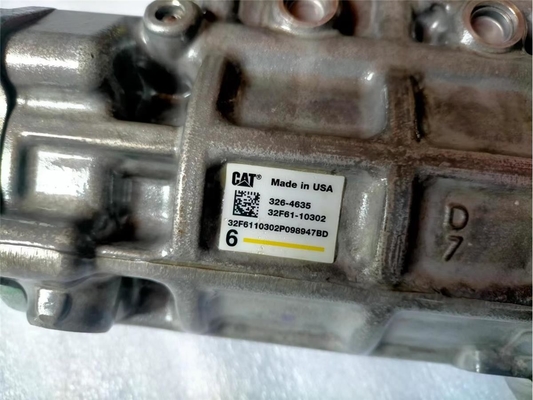 CAT® Made in USA
326-4635
32F61-10302
32F6110302P098947BD
6
D
7